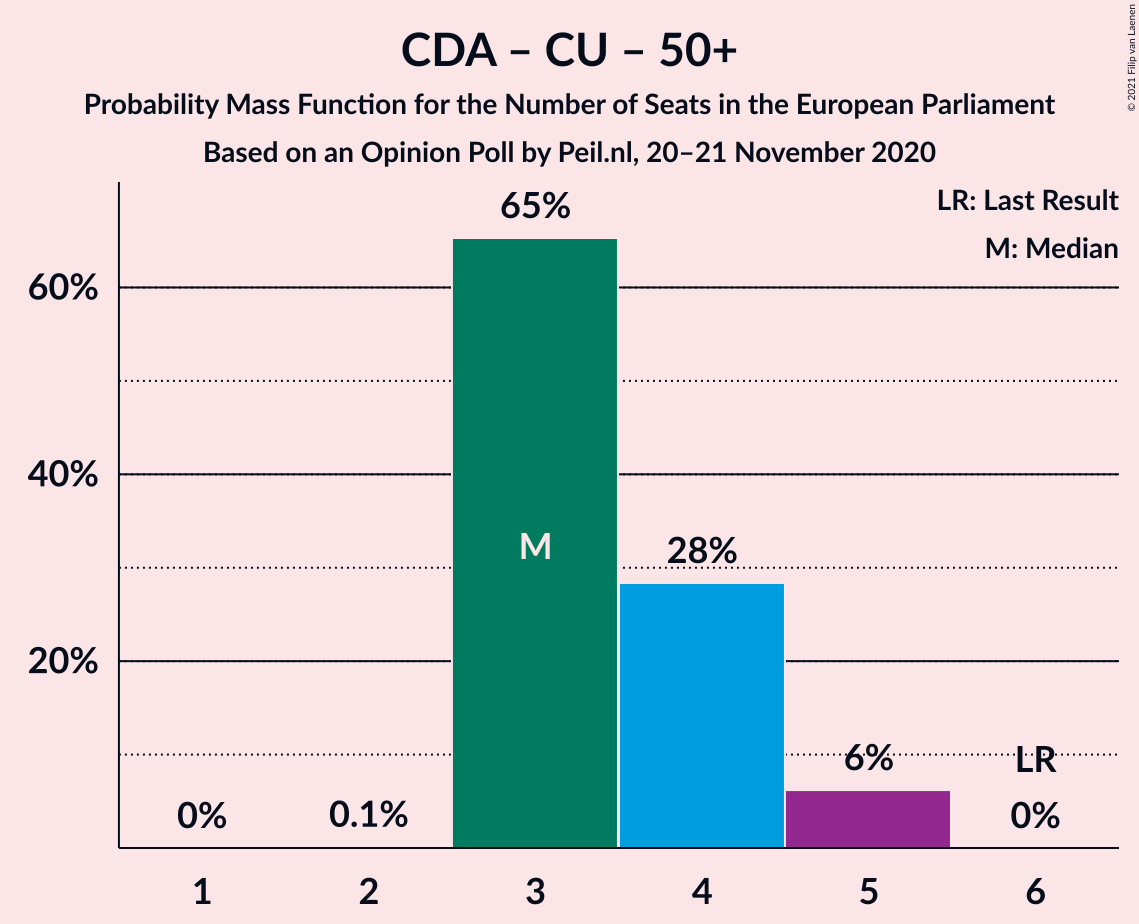 CDA – CU – 50+
Probability Mass Function for the Number of Seats in the European Parliament
Based on an Opinion Poll by Peil.nl, 20–21 November 2020
© 2021 Filip van Laenen
LR: Last Result
M: Median
65%
60%
40%
20%
M
28%
6%
LR
0%
0.1%
0%
1
2
3
4
5
6